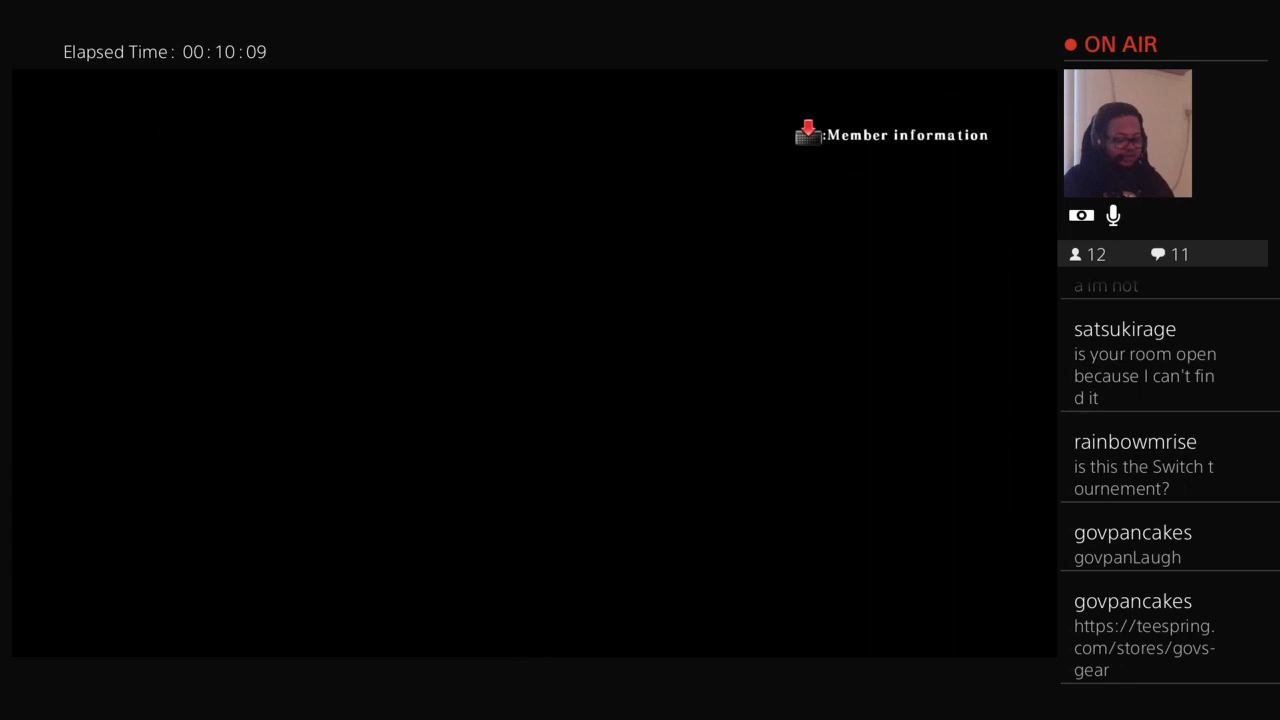 Elapsed Time: 00:10:09
ON AIR
:Member information
12 11
a im not
satsukirage
is your room open
because I can't fin
d it
rainbowmrise
is this the Switch t
ournement?
govpancakes
govpanLaugh
govpancakes
https://teespring.
com/stores/govs-
gear